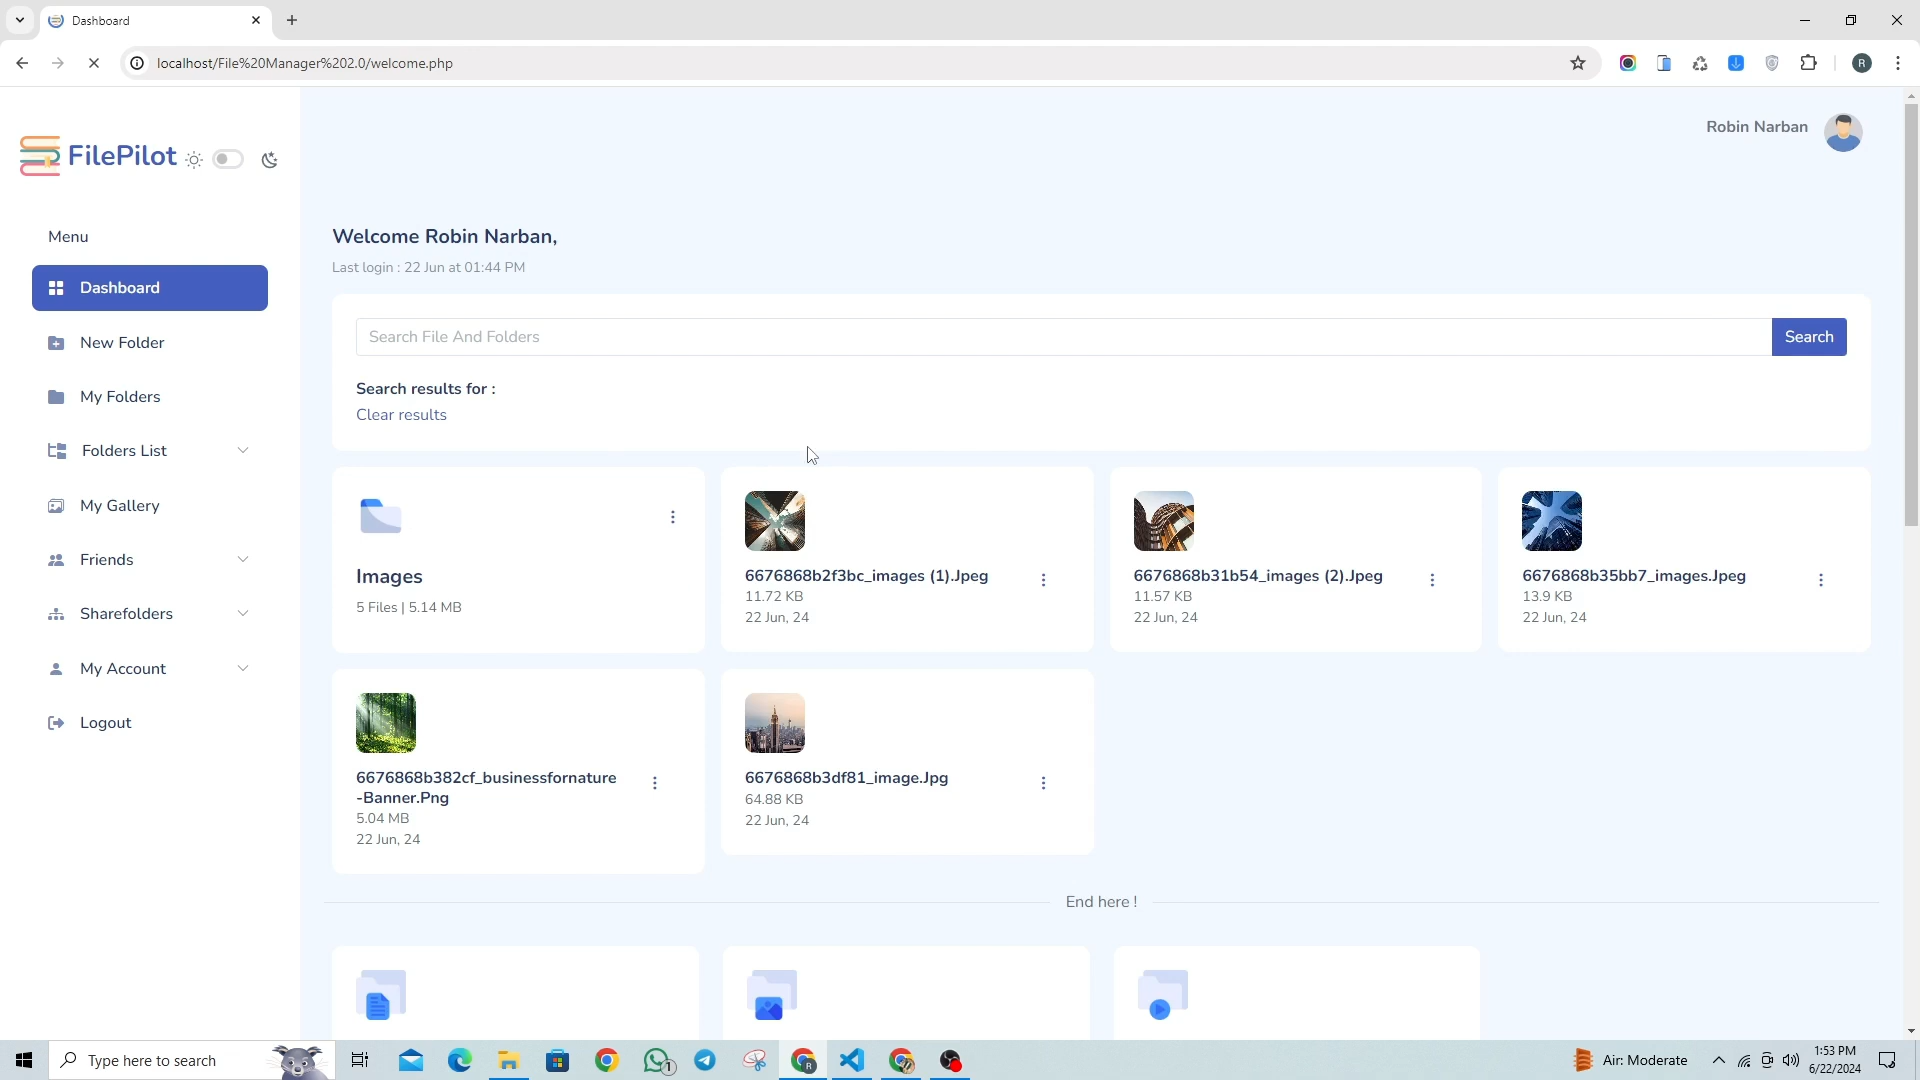 Dashboard
localhost/File%20Manager%202.0/welcome.php
R
FilePilot
Robin Narban
Menu
Dashboard
New Folder
My Folders
Folders List
My Gallery
Friends
Sharefolders
My Account
Logout
Welcome Robin Narban,
Last login : 22 Jun at 01:44 PM
Search File And Folders
Search
Search results for :
Clear results
Images
5 Files | 5.14 MB
6676868b2f3bc_images (1).Jpeg
11.72 KB
22 Jun, 24
6676868b31b54_images (2).Jpeg
11.57 KB
22 Jun, 24
6676868b35bb7_images.Jpeg
13.9 KB
22 Jun, 24
6676868b382cf_businessfornature
-Banner.Png
5.04 MB
22 Jun, 24
6676868b3df81_image.Jpg
64.88 KB
22 Jun, 24
End here !
Type here to search
1
R
Air: Moderate
1:53 PM
6/22/2024